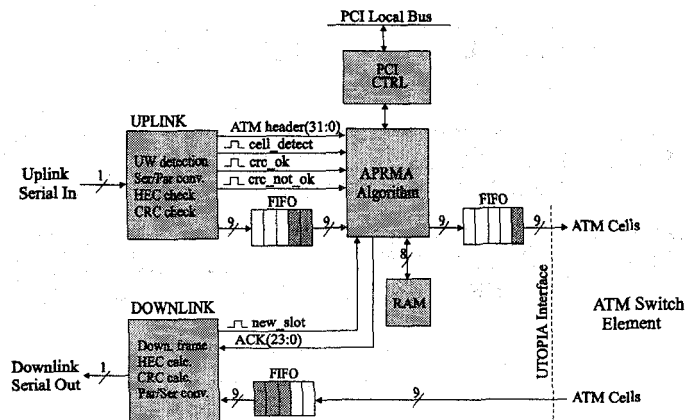 PCI Local Bus
PCI
CTRL
UPLINK
UW detection
Ser/Par conv.
HEC check
CRC check
Uplink
Serial In
1
ATM header(31:0)
cell_detect
crc_ok
crc_not_ok
APRMA
Algorithm
FIFO
9
9
FIFO
9
9
ATM Cells
8
RAM
UTOPIA Interface
ATM Switch
Element
DOWNLINK
Down. frame
HEC calc.
CRC calc.
Par/Ser conv.
new_slot
ACK(23:0)
Downlink
Serial Out
1
FIFO
9
9
ATM Cells